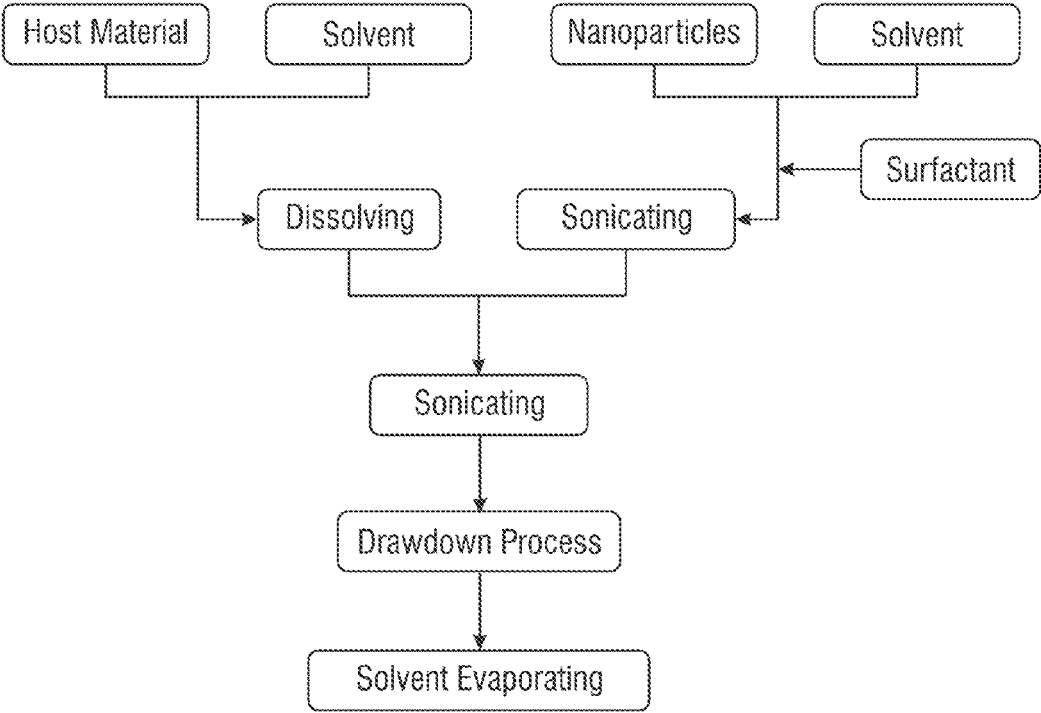 Host Material
Solvent
Nanoparticles
Solvent
Surfactant
Dissolving
Sonicating
Sonicating
Drawdown Process
Solvent Evaporating